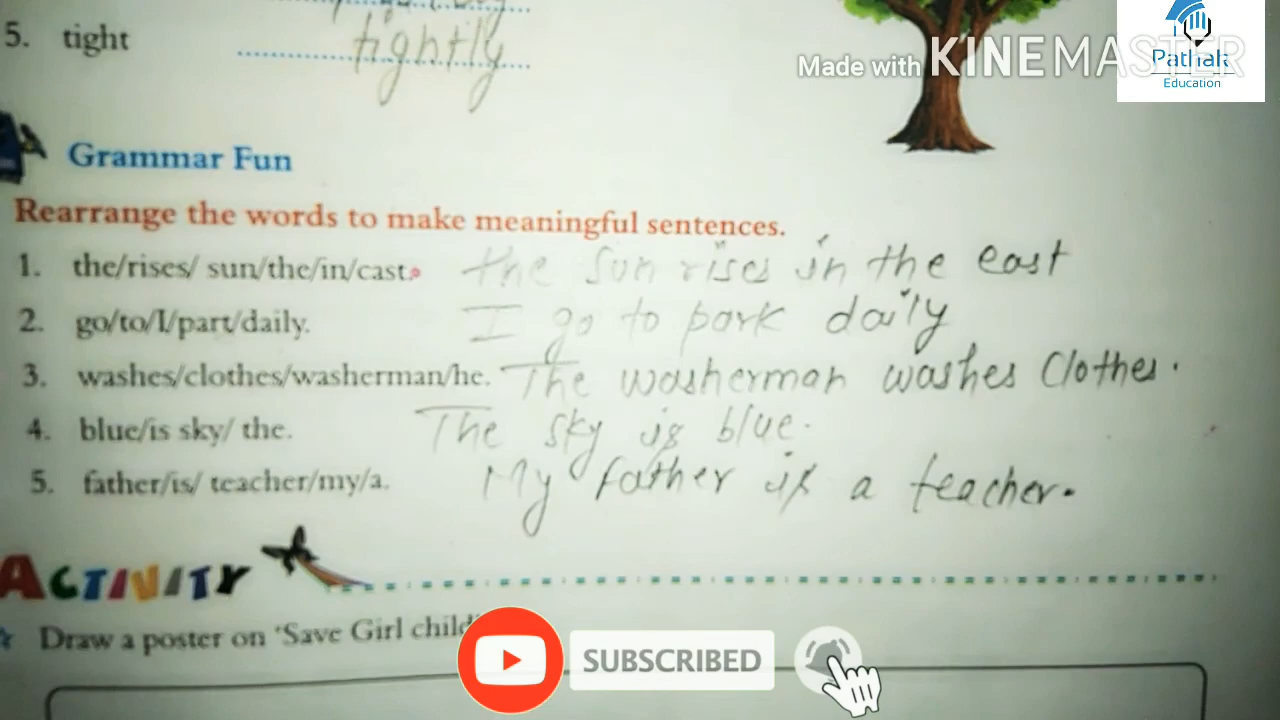 5. tight tightly
Made with KINEMASTER
Pathak
Education
Grammar Fun
Rearrange the words to make meaningful sentences.
1. the/rises/ sun/the/in/east. the sun rises in the east
2. go/to/I/part/daily. I go to park daily
3. washes/clothes/washerman/he. The washerman washes Clothes.
4. blue/is sky/ the. The sky is blue.
5. father/is/ teacher/my/a. My father is a teacher.
ACTIVITY
Draw a poster on 'Save Girl child
SUBSCRIBED